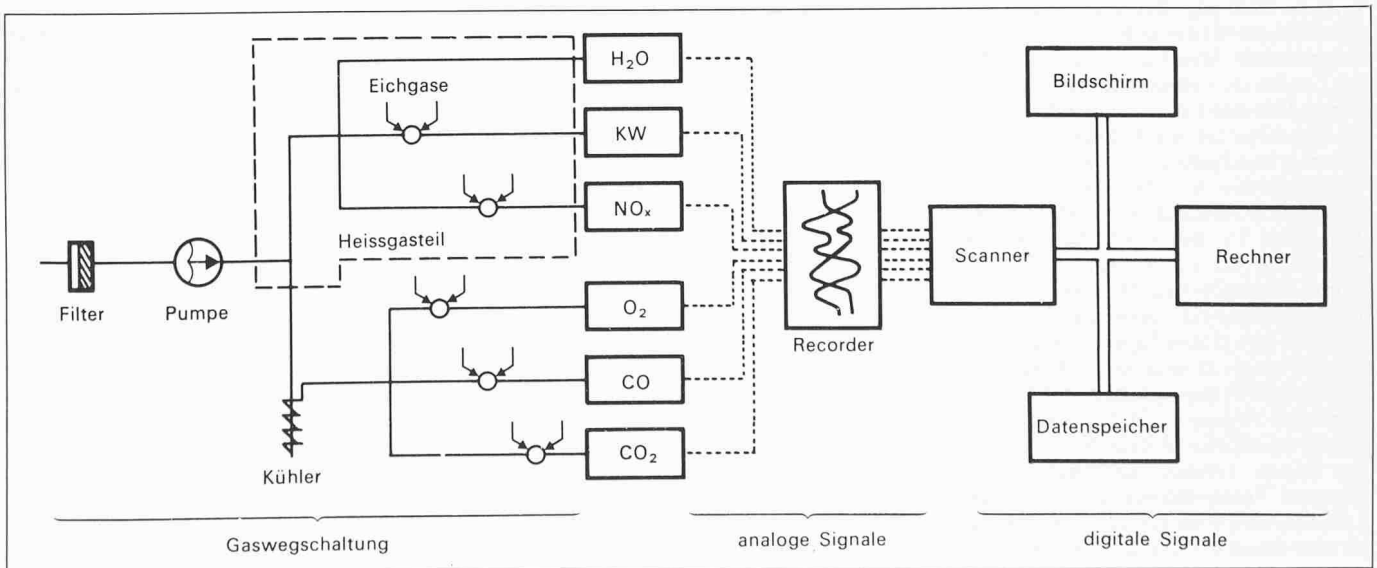 H₂O
Bildschirm
Eichgase
KW
NOₓ
Heissgasteil
Scanner
Rechner
Filter
Pumpe
O₂
Recorder
CO
Datenspeicher
CO₂
Kühler
Gaswegschaltung
analoge Signale
digitale Signale